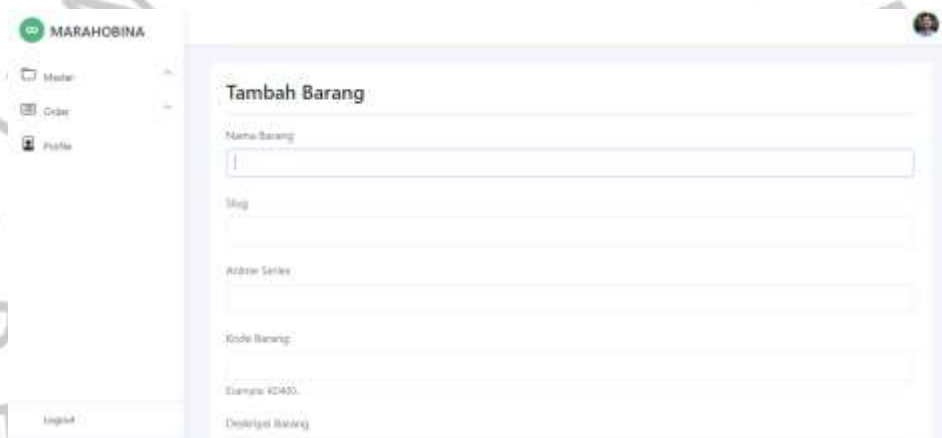 MARAHOBINA
Master
Order
Profile
Logout
Tambah Barang
Nama Barang
Slug
Anime Series
Kode Barang
Example: KD400.
Deskripsi Barang